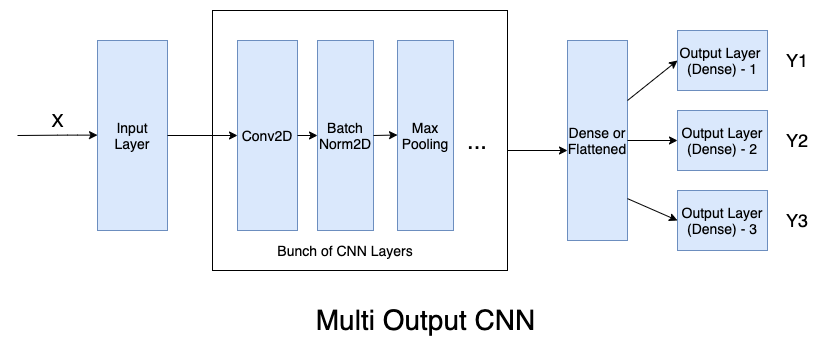 X
Input
Layer
Conv2D
Batch
Norm2D
Max
Pooling
...
Bunch of CNN Layers
Dense or
Flattened
Output Layer
(Dense) - 1
Y1
Output Layer
(Dense) - 2
Y2
Output Layer
(Dense) - 3
Y3
Multi Output CNN